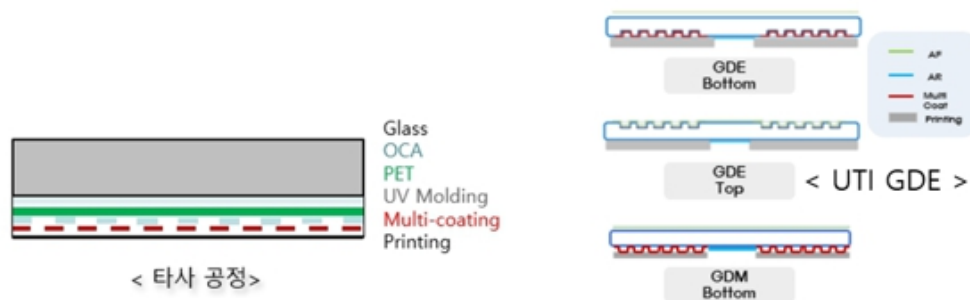 Glass
OCA
PET
UV Molding
Multi-coating
Printing
< 타사 공정>
GDE
Bottom
GDE
Top
GDM
Bottom
< UTI GDE >
AF
AR
Multi
Coat
Printing